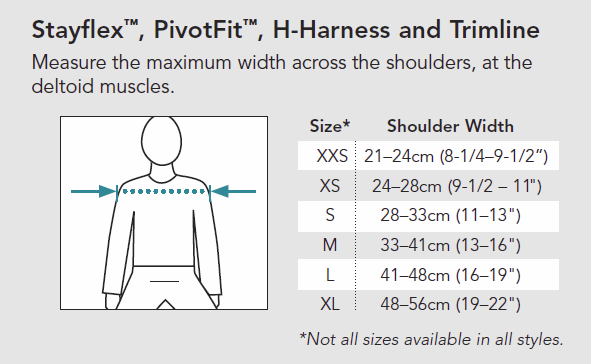 Stayflex™, PivotFit™, H-Harness and Trimline
Measure the maximum width across the shoulders, at the
deltoid muscles.
Size* Shoulder Width
XXS 21–24cm (8-1/4–9-1/2”)
XS 24–28cm (9-1/2 – 11")
S 28–33cm (11–13")
M 33–41cm (13–16")
L 41–48cm (16–19")
XL 48–56cm (19–22")
*Not all sizes available in all styles.